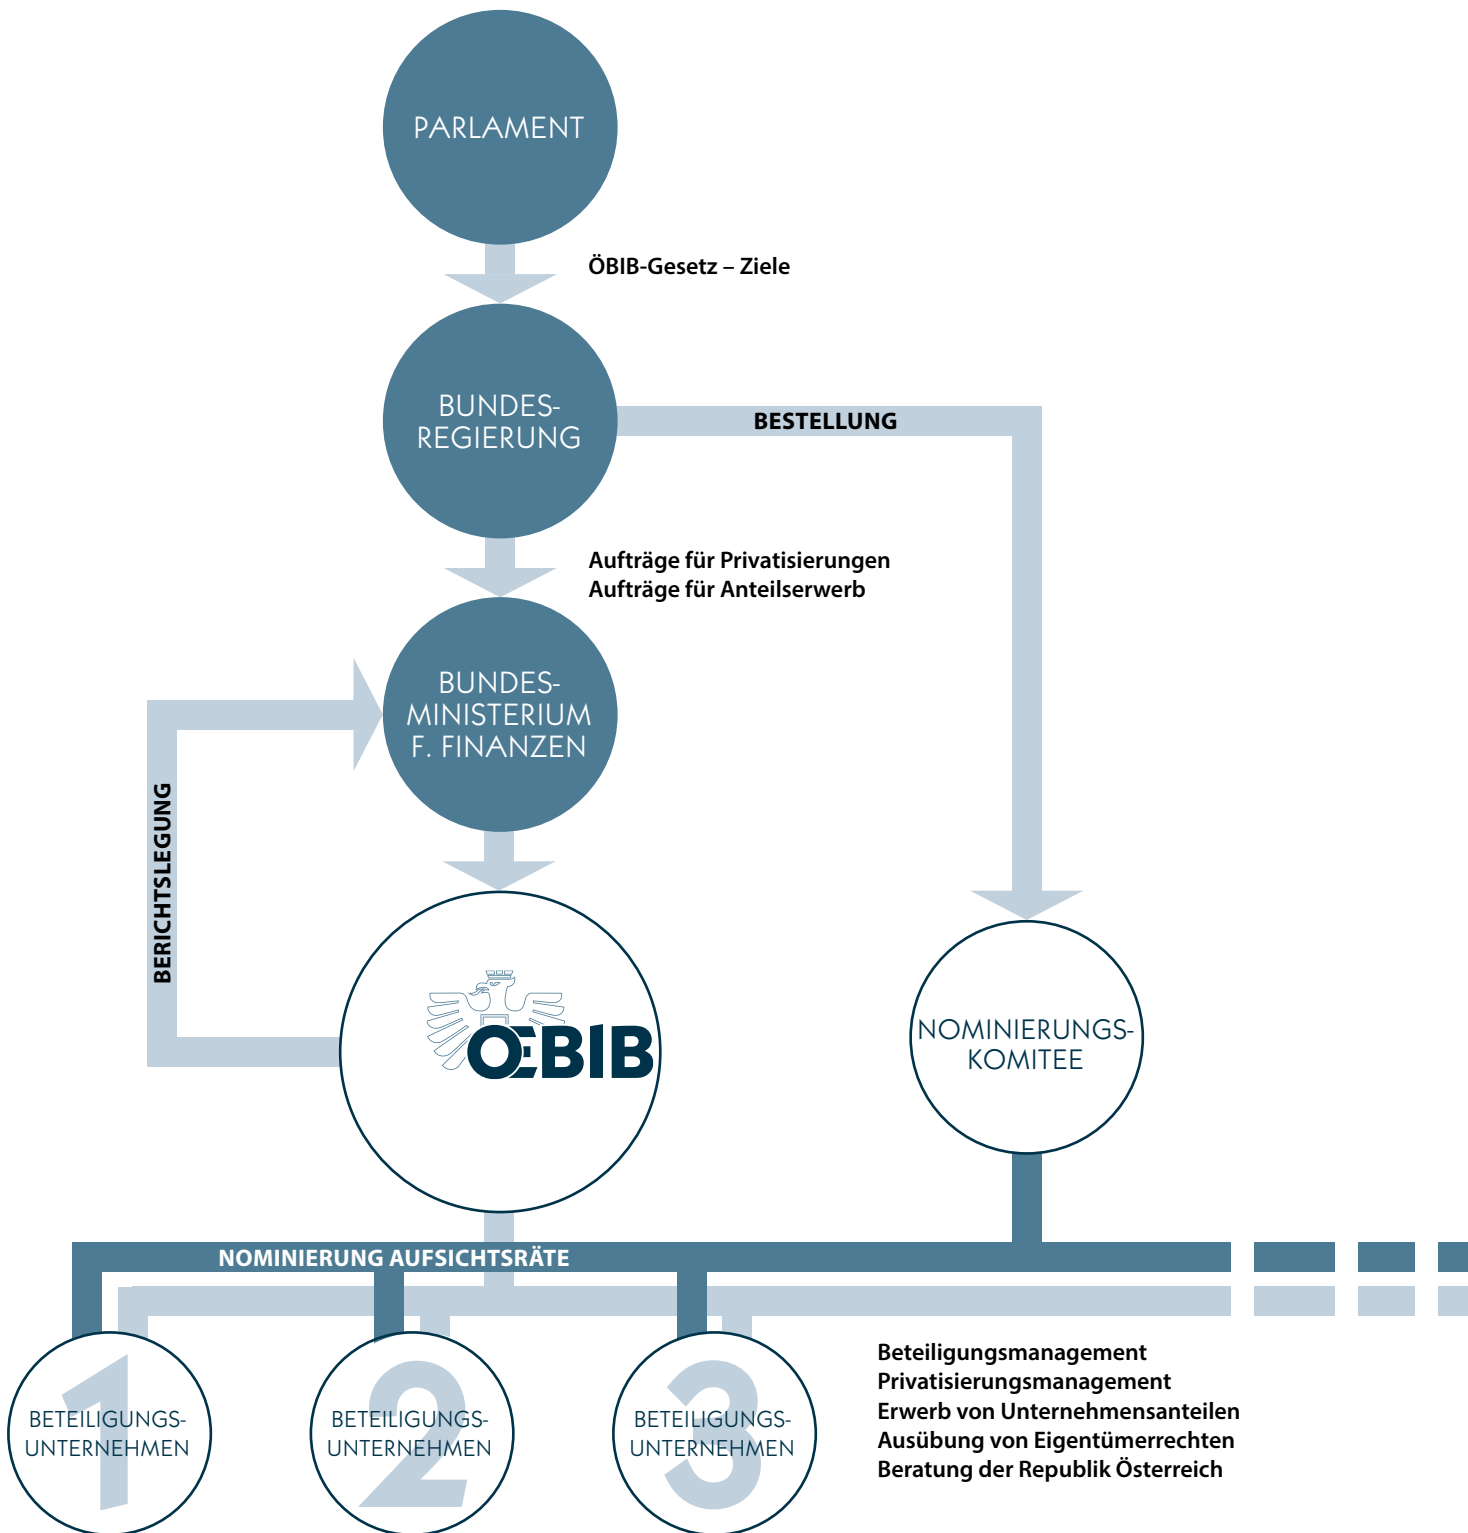 PARLAMENT
ÖBIB-Gesetz – Ziele
BUNDES-
REGIERUNG
BESTELLUNG
Aufträge für Privatisierungen
Aufträge für Anteilserwerb
BUNDES-
MINISTERIUM
F. FINANZEN
BERICHTSLEGUNG
OEBIB
NOMINIERUNGS-
KOMITEE
NOMINIERUNG AUFSICHTSRÄTE
1
BETEILIGUNGS-
UNTERNEHMEN
2
BETEILIGUNGS-
UNTERNEHMEN
3
BETEILIGUNGS-
UNTERNEHMEN
Beteiligungsmanagement
Privatisierungsmanagement
Erwerb von Unternehmensanteilen
Ausübung von Eigentümerrechten
Beratung der Republik Österreich